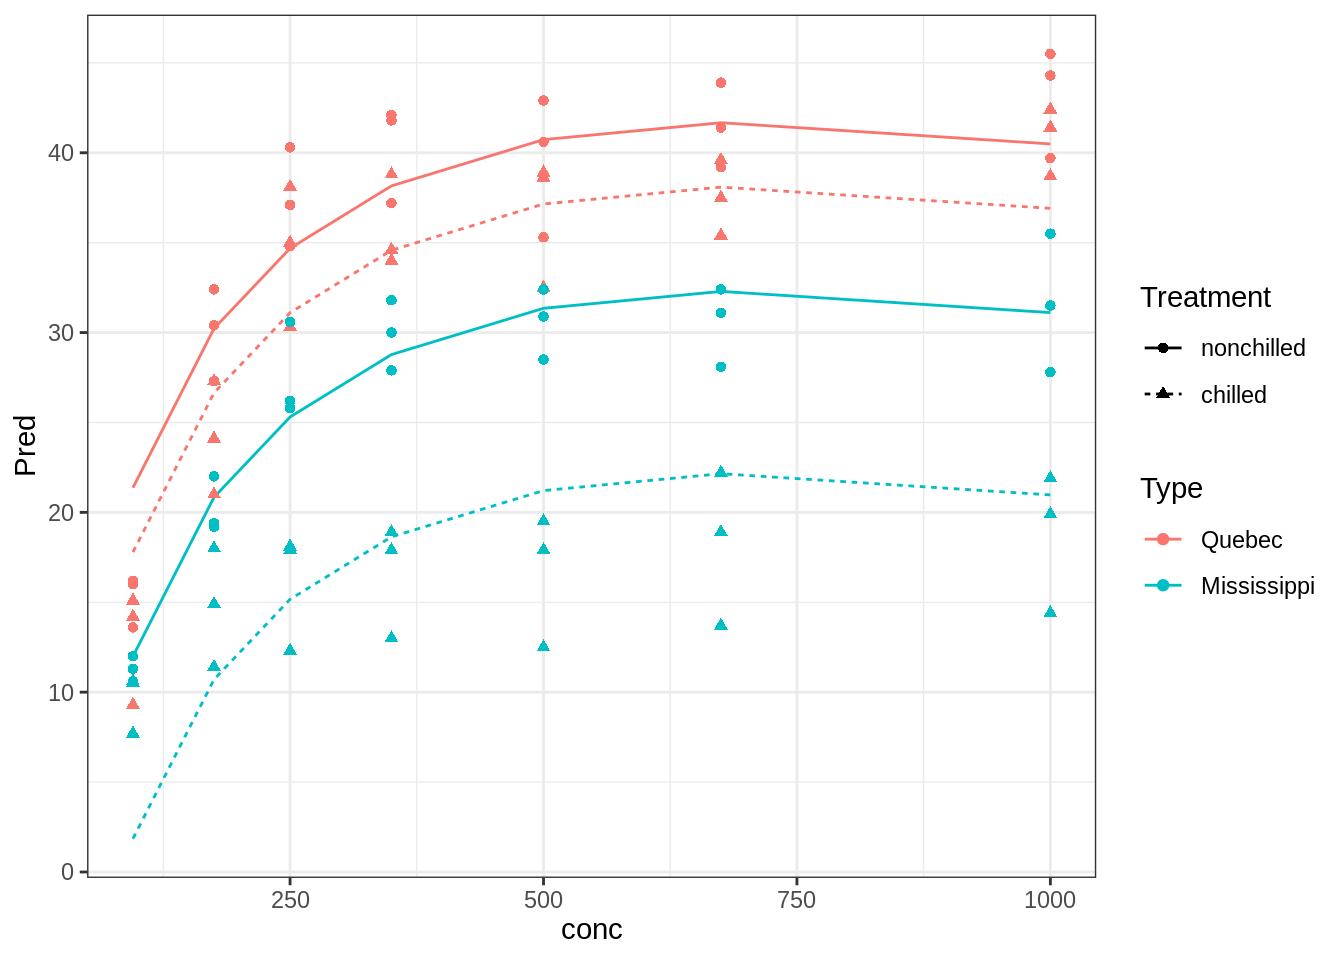 40
30
20
10
0
Pred
250
500
750
1000
conc
Treatment
nonchilled
chilled
Type
Quebec
Mississippi